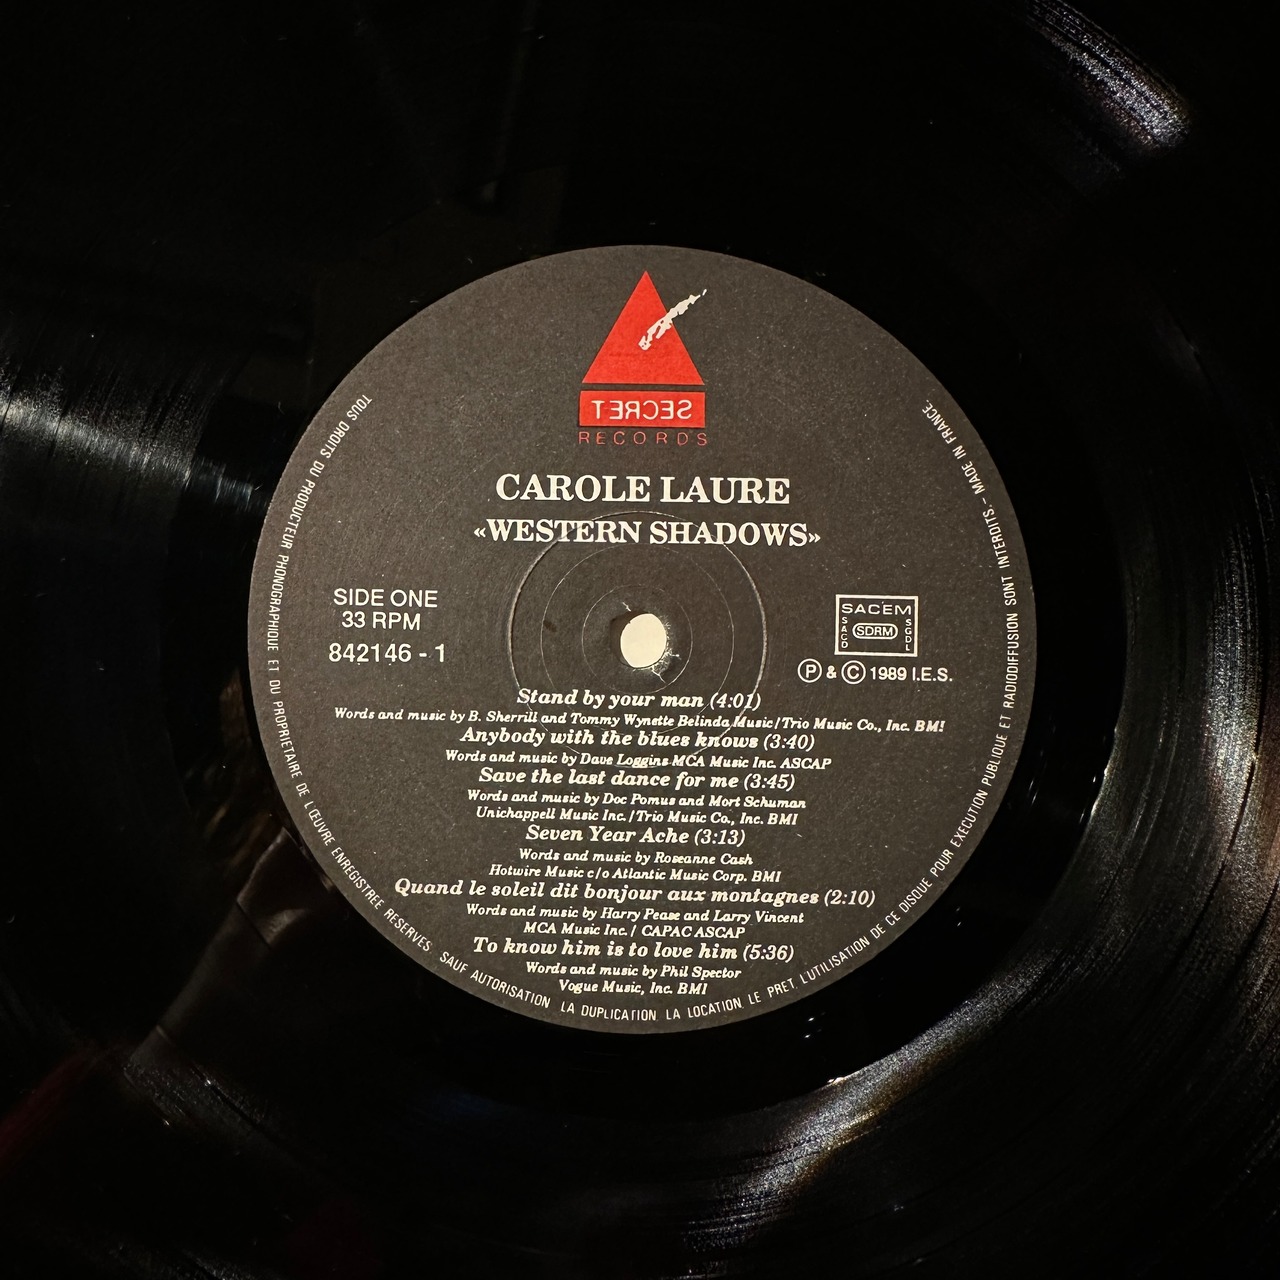 SECRET
RECORDS
CAROLE LAURE
«WESTERN SHADOWS»
SIDE ONE
33 RPM
842146 - 1
SACEM
SACD
SDRM
SGDL
Ⓟ & Ⓒ 1989 I.E.S.
Stand by your man (4:01)
Words and music by B. Sherrill and Tommy Wynette Belinda Music/Trio Music Co., Inc. BMI
Anybody with the blues knows (3:40)
Words and music by Dave Loggins MCA Music Inc. ASCAP
Save the last dance for me (3:45)
Words and music by Doc Pomus and Mort Schuman
Unichappell Music Inc. / Trio Music Co., Inc. BMI
Seven Year Ache (3:13)
Words and music by Roseanne Cash
Hotwire Music c/o Atlantic Music Corp. BMI
Quand le soleil dit bonjour aux montagnes (2:10)
Words and music by Harry Pease and Larry Vincent
MCA Music Inc. / CAPAC ASCAP
To know him is to love him (5:36)
Words and music by Phil Spector
Vogue Music, Inc. BMI
TOUS DROITS DU PRODUCTEUR PHONOGRAPHIQUE ET DU PROPRIETAIRE DE L'ŒUVRE ENREGISTREE RESERVES SAUF AUTORISATION LA DUPLICATION LA LOCATION LE PRET L'UTILISATION DE CE DISQUE POUR EXECUTION PUBLIQUE ET RADIODIFFUSION SONT INTERDITS. - MADE IN FRANCE.